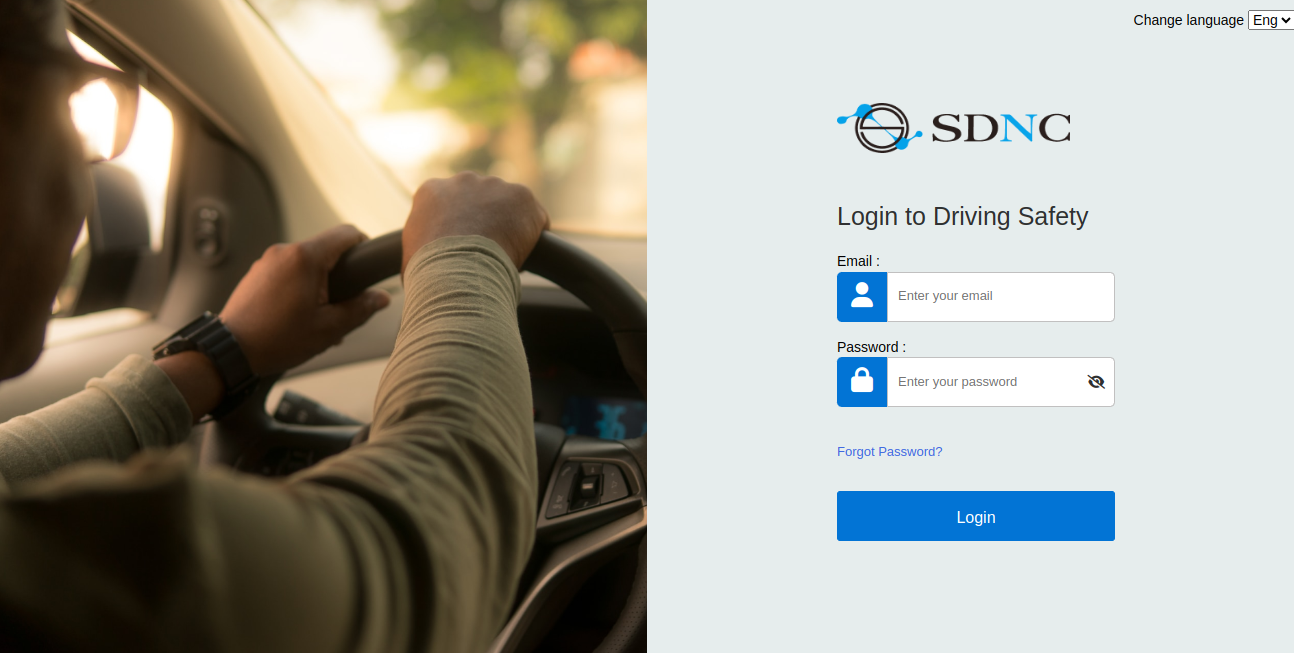 Change language Eng
SDNC
Login to Driving Safety
Email :
Enter your email
Password :
Enter your password
Forgot Password?
Login